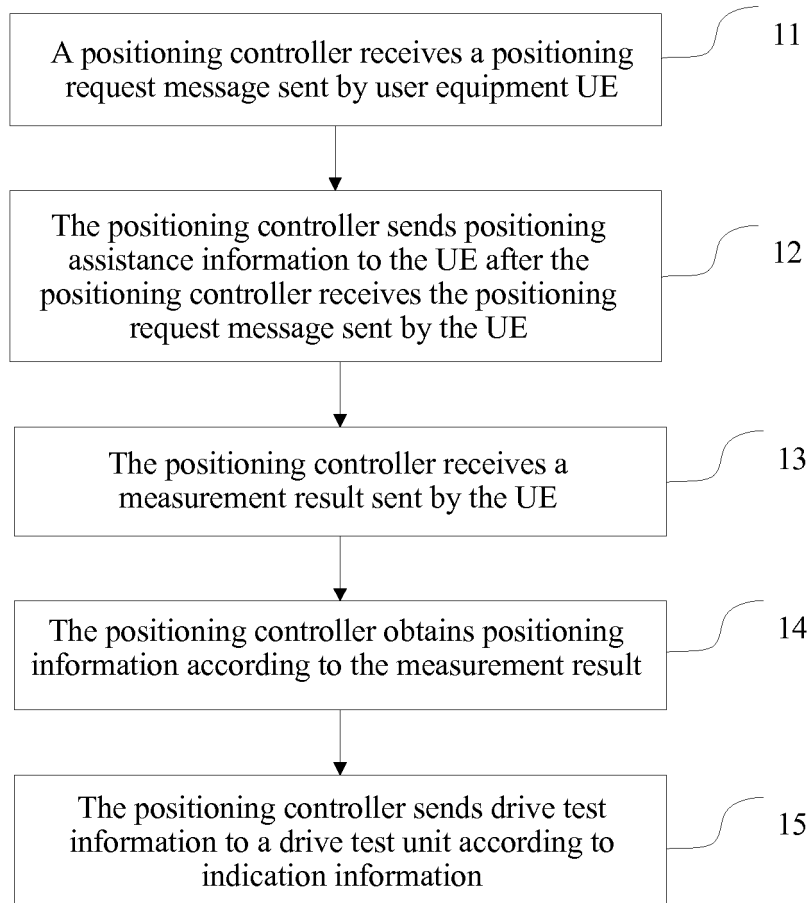 A positioning controller receives a positioning
request message sent by user equipment UE
11
The positioning controller sends positioning
assistance information to the UE after the
positioning controller receives the positioning
request message sent by the UE
12
The positioning controller receives a
measurement result sent by the UE
13
The positioning controller obtains positioning
information according to the measurement result
14
The positioning controller sends drive test
information to a drive test unit according to
indication information
15